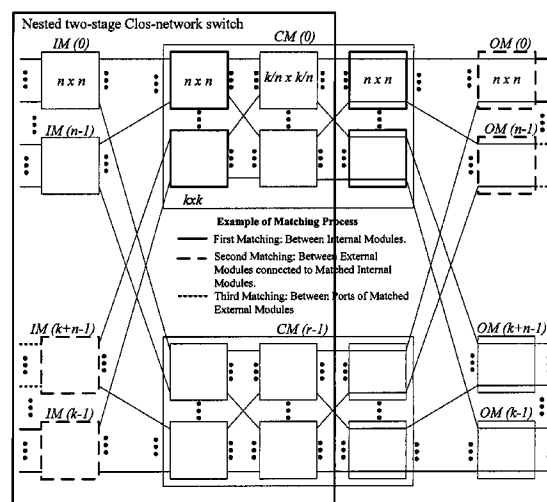 Nested two-stage Clos-network switch
IM (0) CM (0) OM (0)
n x n n x n k/n x k/n n x n n x n
IM (n-1) OM (n-1)
kxk
Example of Matching Process
First Matching: Between Internal Modules.
Second Matching: Between External
Modules connected to Matched Internal
Modules.
Third Matching: Between Ports of Matched
External Modules
IM (k+n-1) CM (r-1) OM (k+n-1)
IM (k-1) OM (k-1)